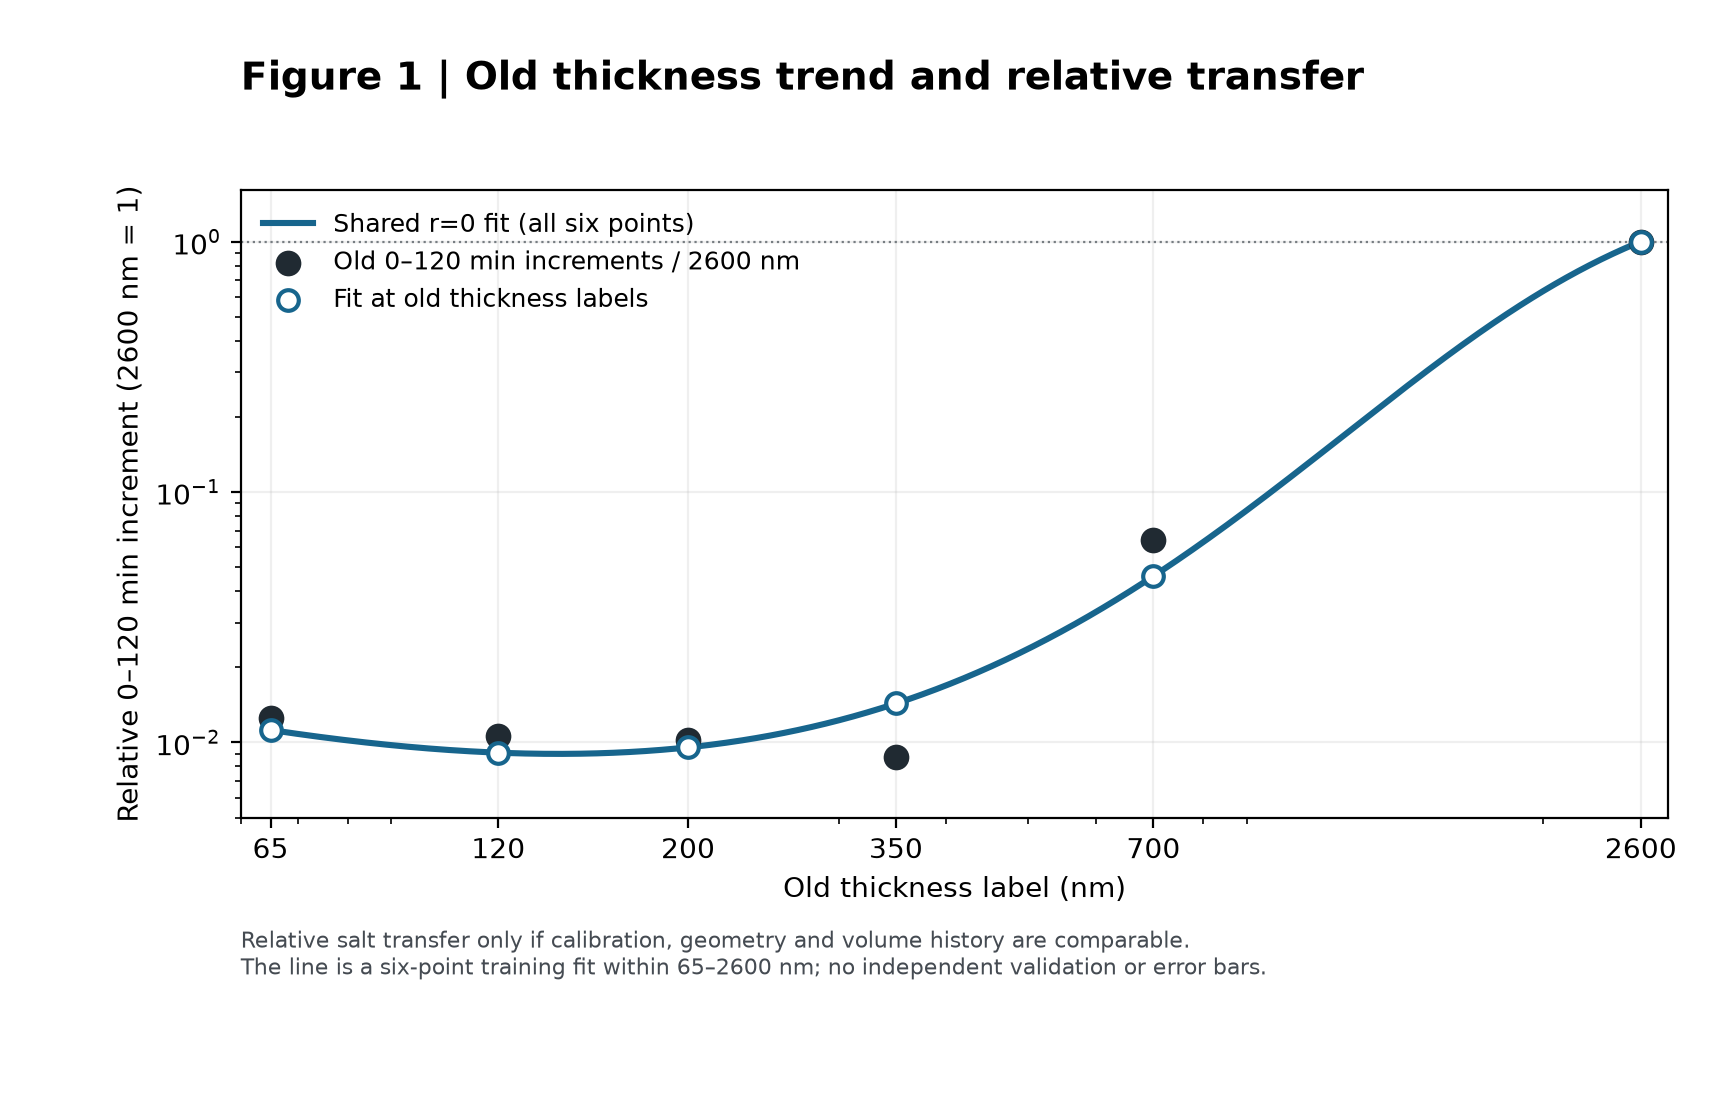 Figure 1 | Old thickness trend and relative transfer
Relative 0–120 min increment (2600 nm = 1)
Shared r=0 fit (all six points)
Old 0–120 min increments / 2600 nm
Fit at old thickness labels
10⁰
10⁻¹
10⁻²
65 120 200 350 700 2600
Old thickness label (nm)
Relative salt transfer only if calibration, geometry and volume history are comparable.
The line is a six-point training fit within 65–2600 nm; no independent validation or error bars.